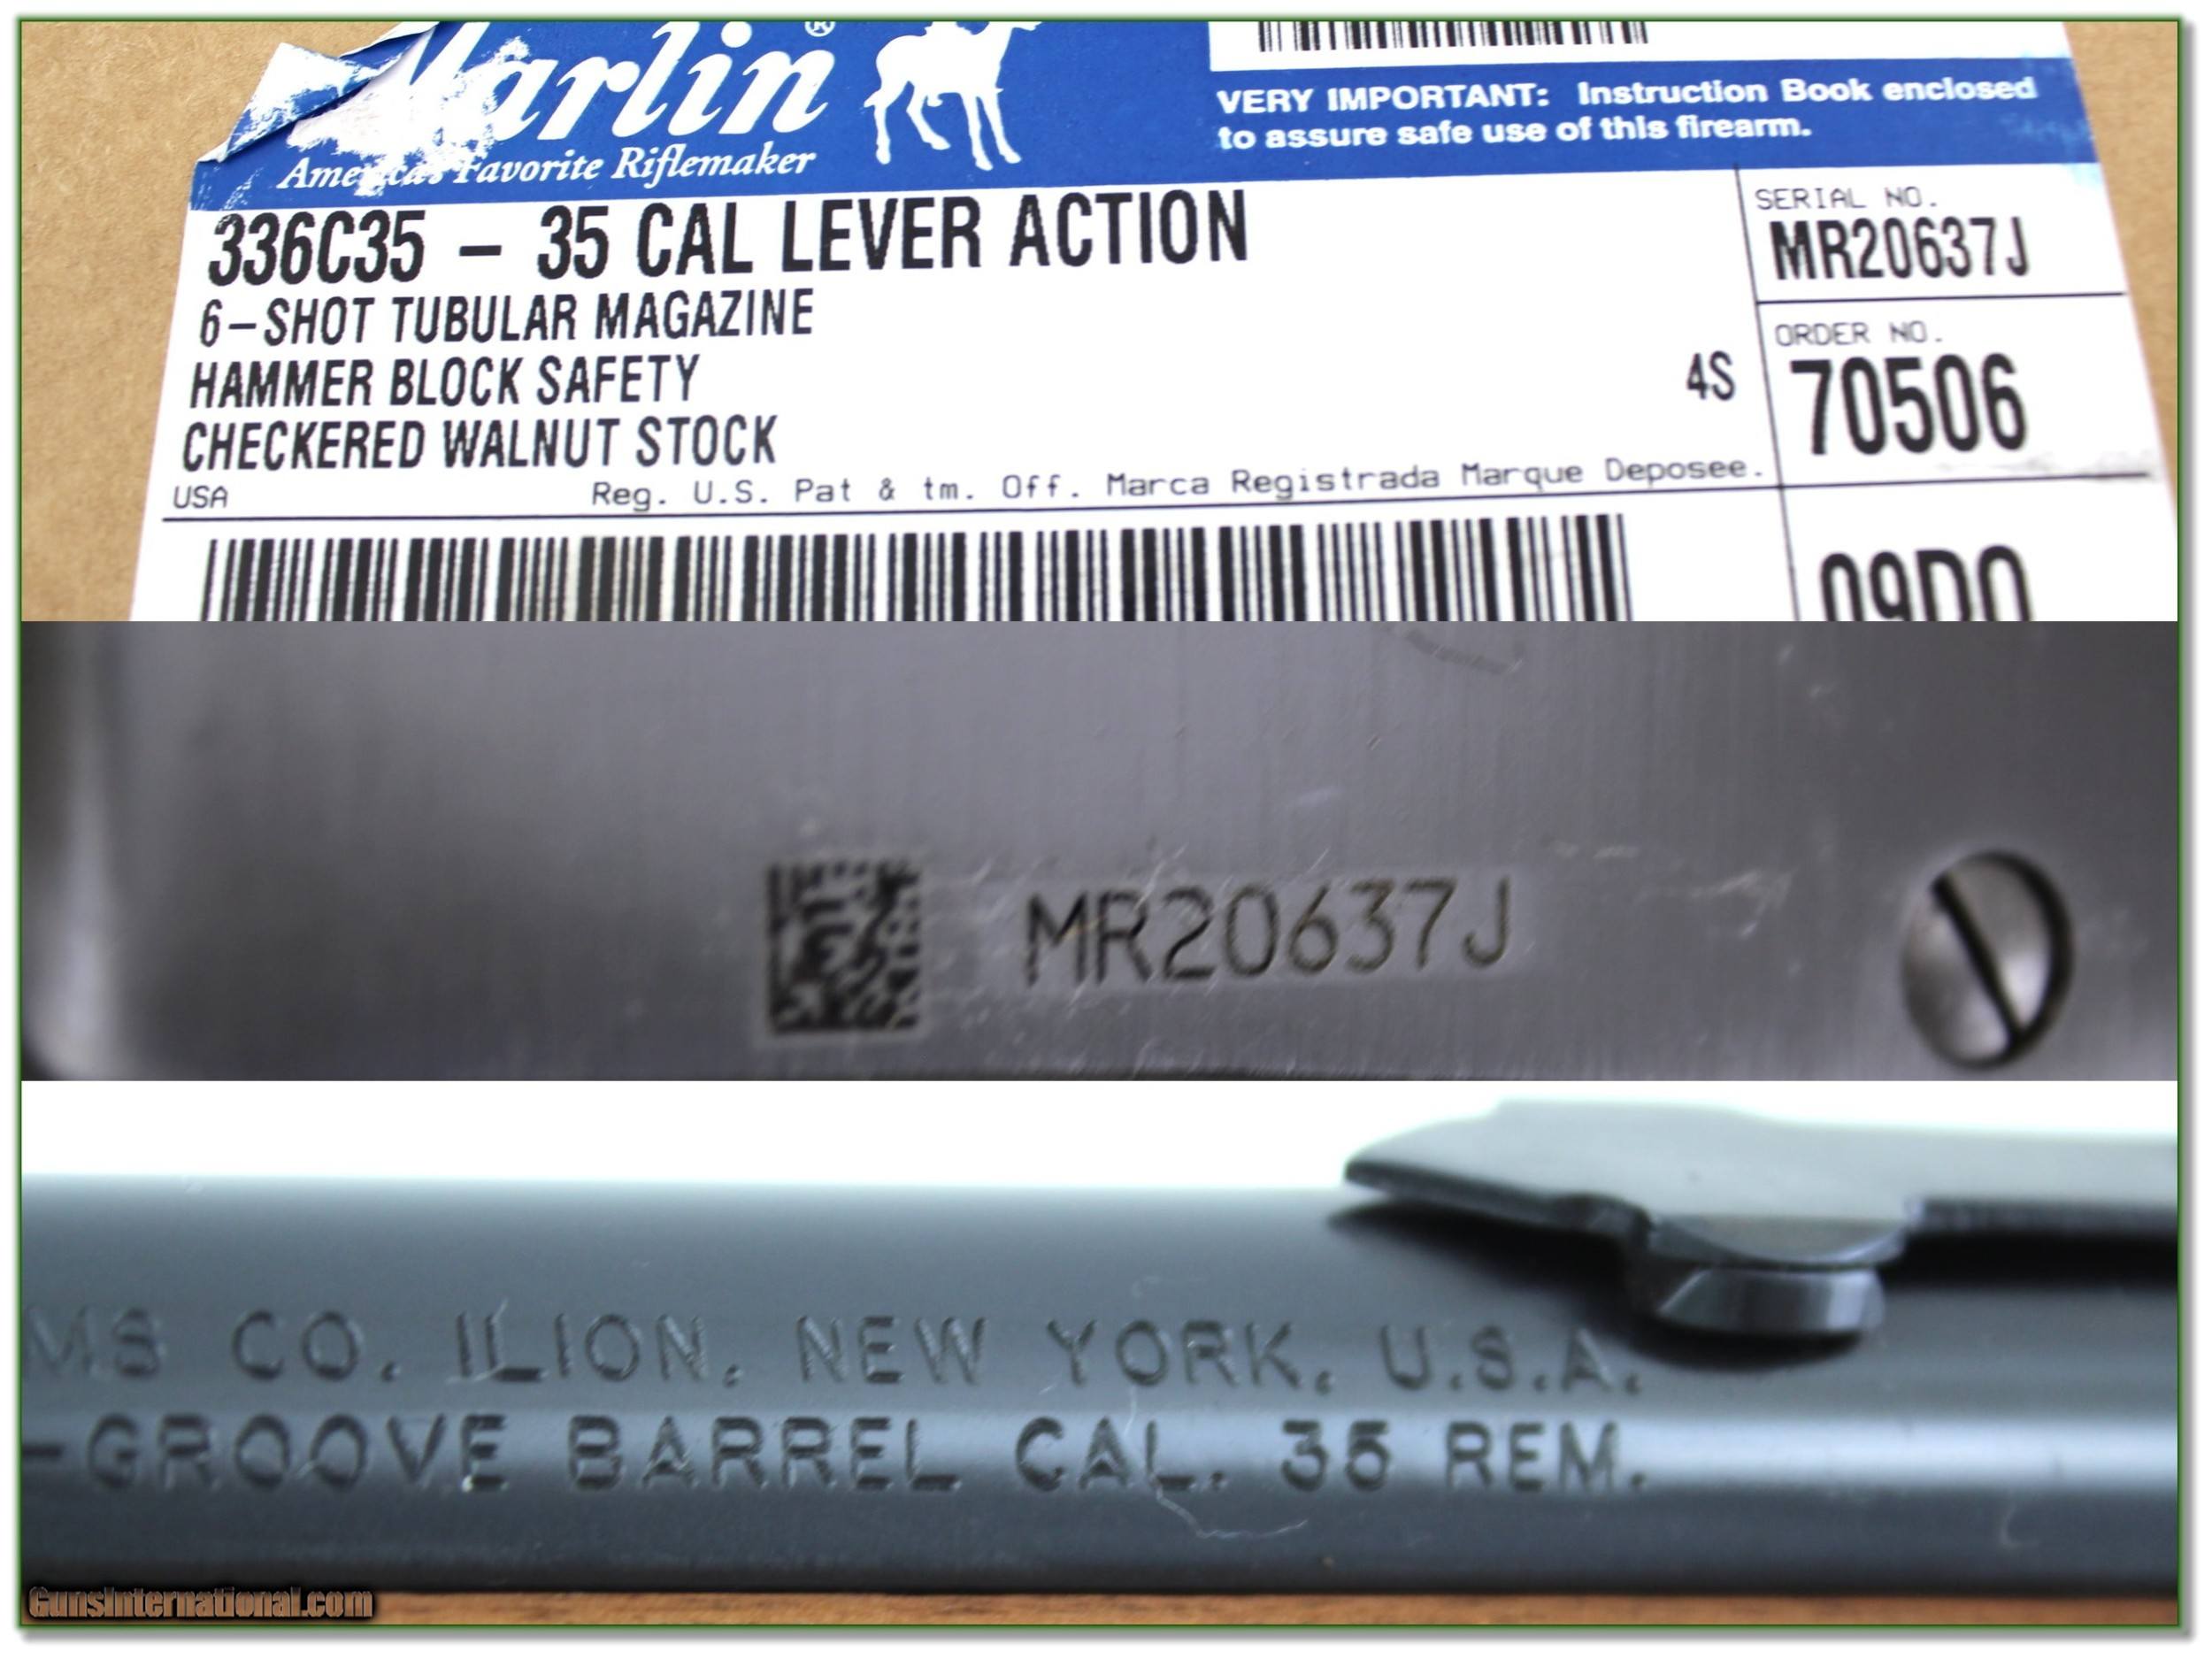 Marlin®
America's Favorite Riflemaker
VERY IMPORTANT: Instruction Book enclosed
to assure safe use of this firearm.
336C35 – 35 CAL LEVER ACTION
6-SHOT TUBULAR MAGAZINE
HAMMER BLOCK SAFETY
CHECKERED WALNUT STOCK
4S
USA
Reg. U.S. Pat & tm. Off. Marca Registrada Marque Deposee.
SERIAL NO.
MR20637J
ORDER NO.
70506
09D0
MR20637J
MS CO. ILION, NEW YORK, U.S.A.
-GROOVE BARREL CAL. 35 REM.
GunsInternational.com